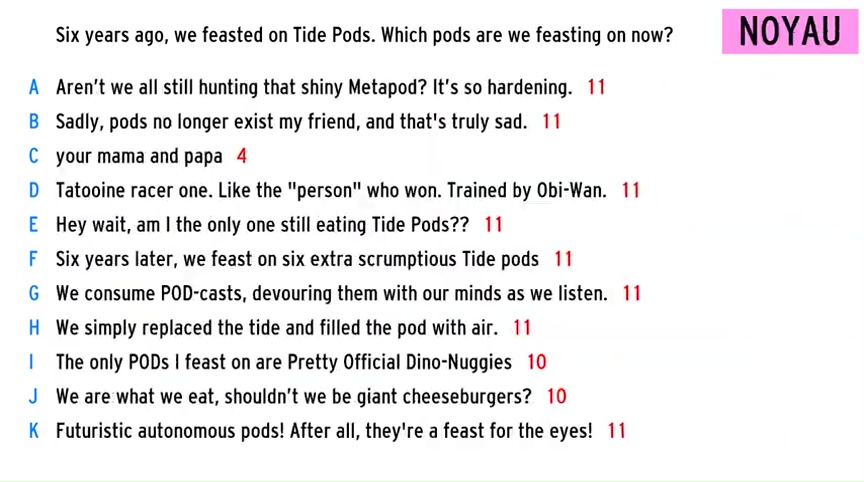 Six years ago, we feasted on Tide Pods. Which pods are we feasting on now?
NOYAU
A Aren't we all still hunting that shiny Metapod? It's so hardening. 11
B Sadly, pods no longer exist my friend, and that's truly sad. 11
C your mama and papa 4
D Tatooine racer one. Like the "person" who won. Trained by Obi-Wan. 11
E Hey wait, am I the only one still eating Tide Pods?? 11
F Six years later, we feast on six extra scrumptious Tide pods 11
G We consume POD-casts, devouring them with our minds as we listen. 11
H We simply replaced the tide and filled the pod with air. 11
I The only PODs I feast on are Pretty Official Dino-Nuggies 10
J We are what we eat, shouldn't we be giant cheeseburgers? 10
K Futuristic autonomous pods! After all, they're a feast for the eyes! 11